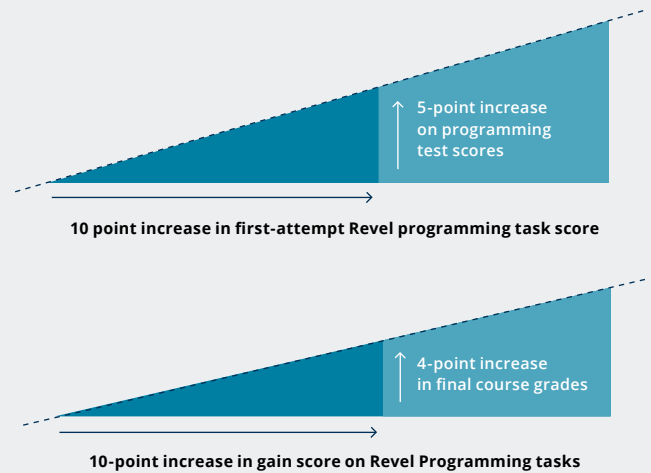 5-point increase
on programming
test scores
10 point increase in first-attempt Revel programming task score
4-point increase
in final course grades
10-point increase in gain score on Revel Programming tasks